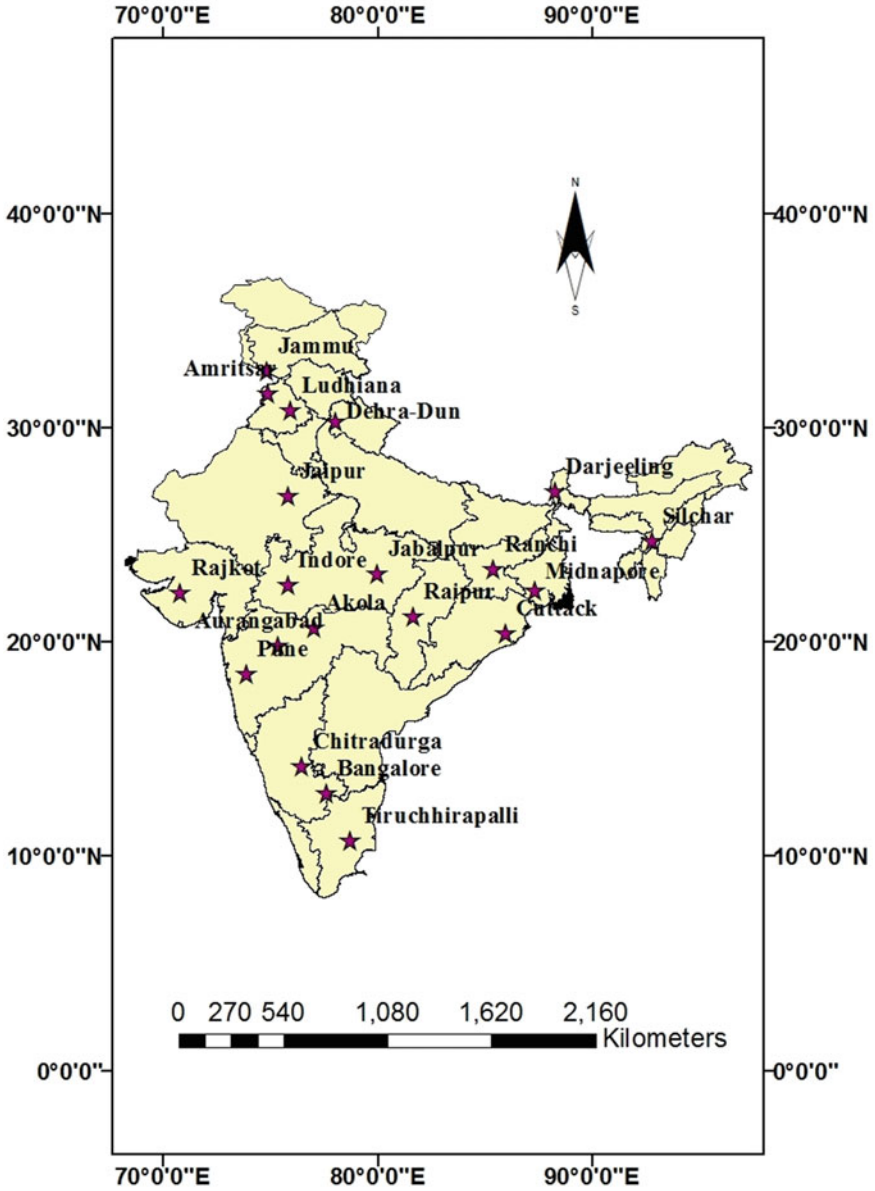 70°0'0"E 80°0'0"E 90°0'0"E
N
40°0'0"N 40°0'0"N
S
Jammu
Amritsar
Ludhiana
Dehra-Dun
30°0'0"N 30°0'0"N
Jaipur
Darjeeling
Silchar
Ranchi
Jabalpur
Indore
Rajkot
Midnapore
Raipur
Akola
Cuttack
Aurangabad
20°0'0"N 20°0'0"N
Pune
Chitradurga
Bangalore
Tiruchhirapalli
10°0'0"N 10°0'0"N
0 270 540 1,080 1,620 2,160
Kilometers
0°0'0" 0°0'0"
70°0'0"E 80°0'0"E 90°0'0"E